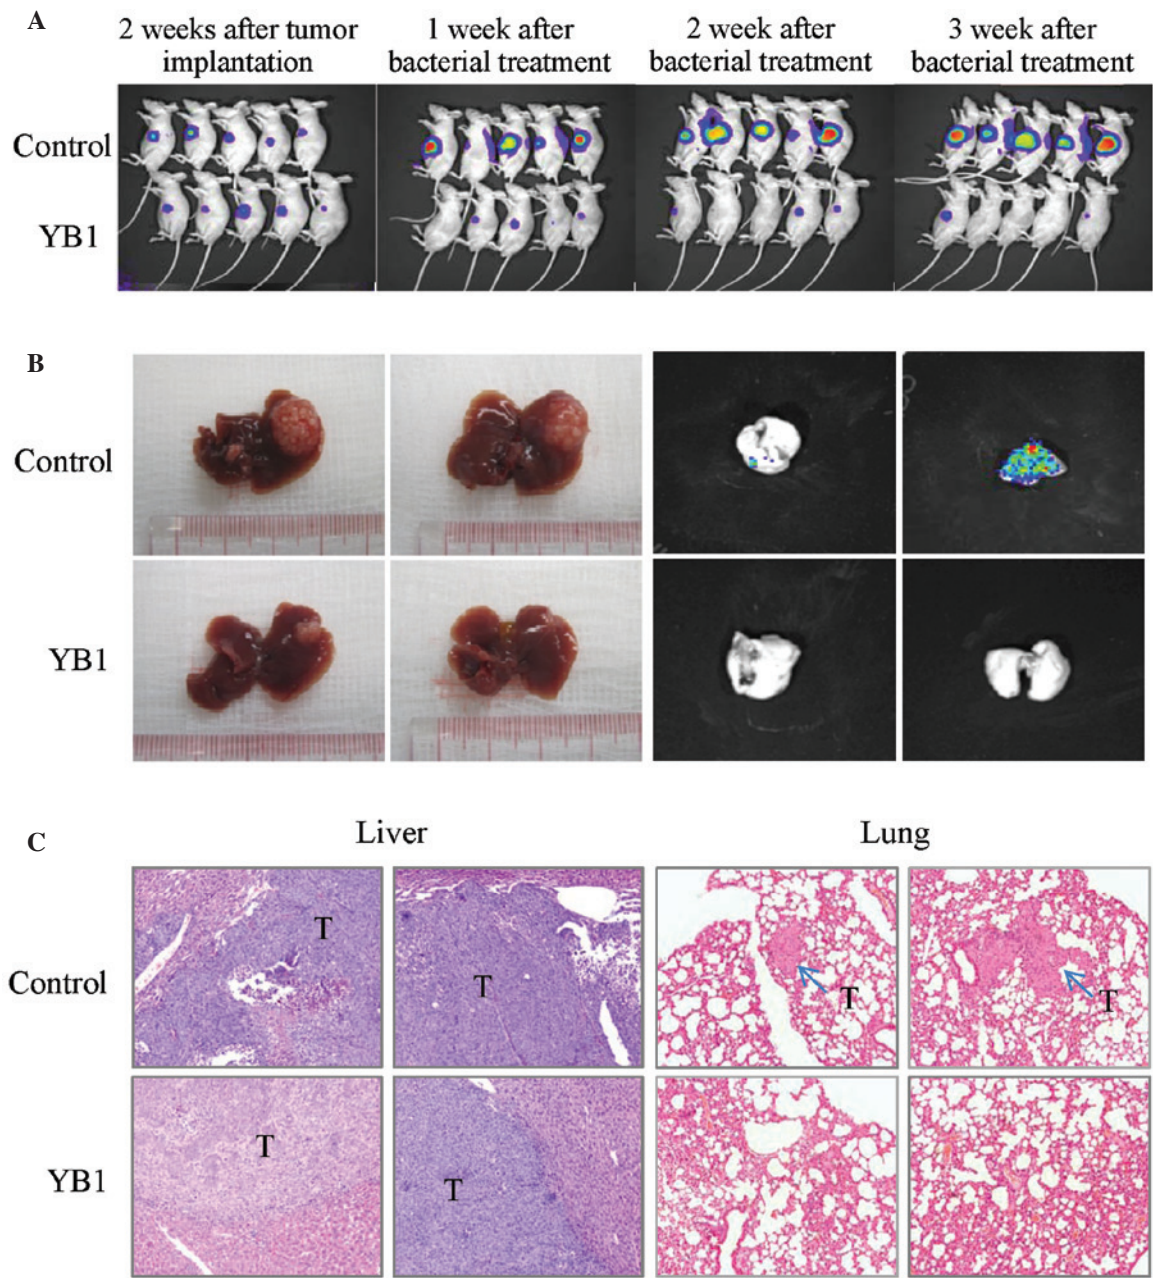 A
2 weeks after tumor
implantation
1 week after
bacterial treatment
2 week after
bacterial treatment
3 week after
bacterial treatment
Control
YB1
B
Control
YB1
C
Liver
Lung
Control
T
T
T
T
YB1
T
T